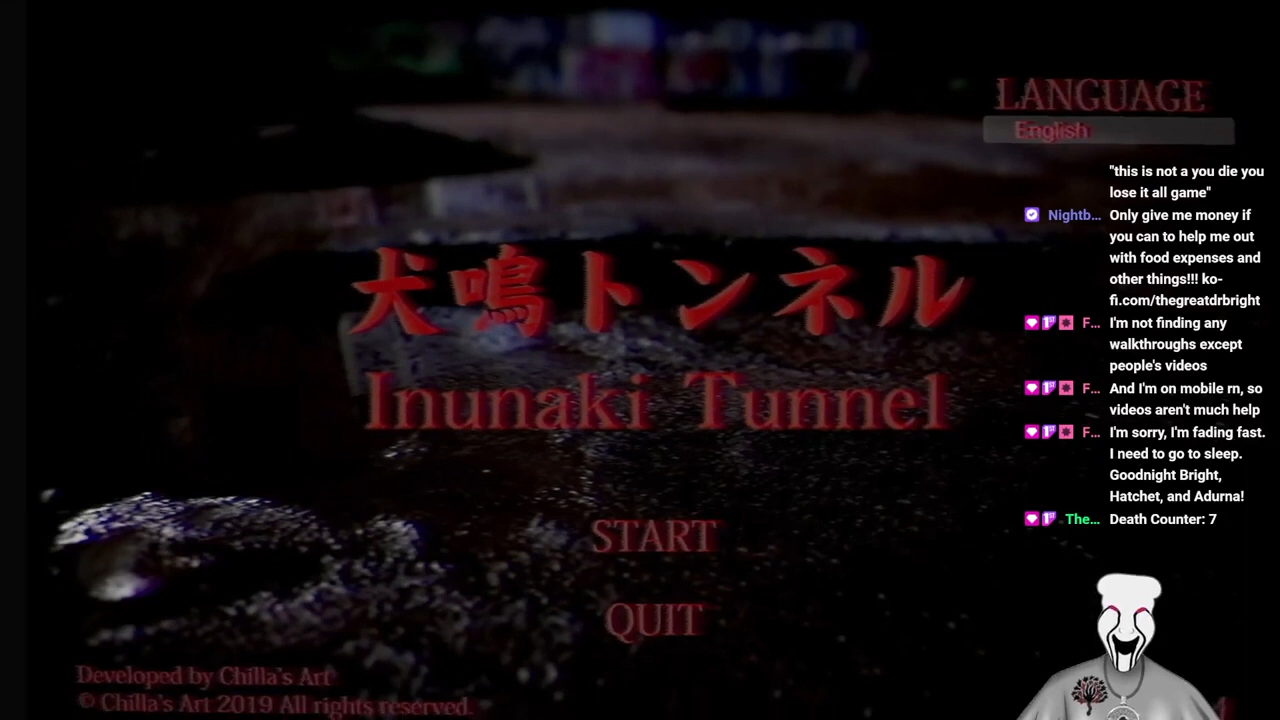 LANGUAGE
English
"this is not a you die you
lose it all game"
Nightb... Only give me money if
you can to help me out
with food expenses and
other things!!! ko-
fi.com/thegreatdrbright
F... I'm not finding any
walkthroughs except
people's videos
F... And I'm on mobile rn, so
videos aren't much help
F... I'm sorry, I'm fading fast.
I need to go to sleep.
Goodnight Bright,
Hatchet, and Adurna!
The... Death Counter: 7
犬鳴トンネル
Inunaki Tunnel
START
QUIT
Developed by Chilla's Art
© Chilla's Art 2019 All rights reserved.